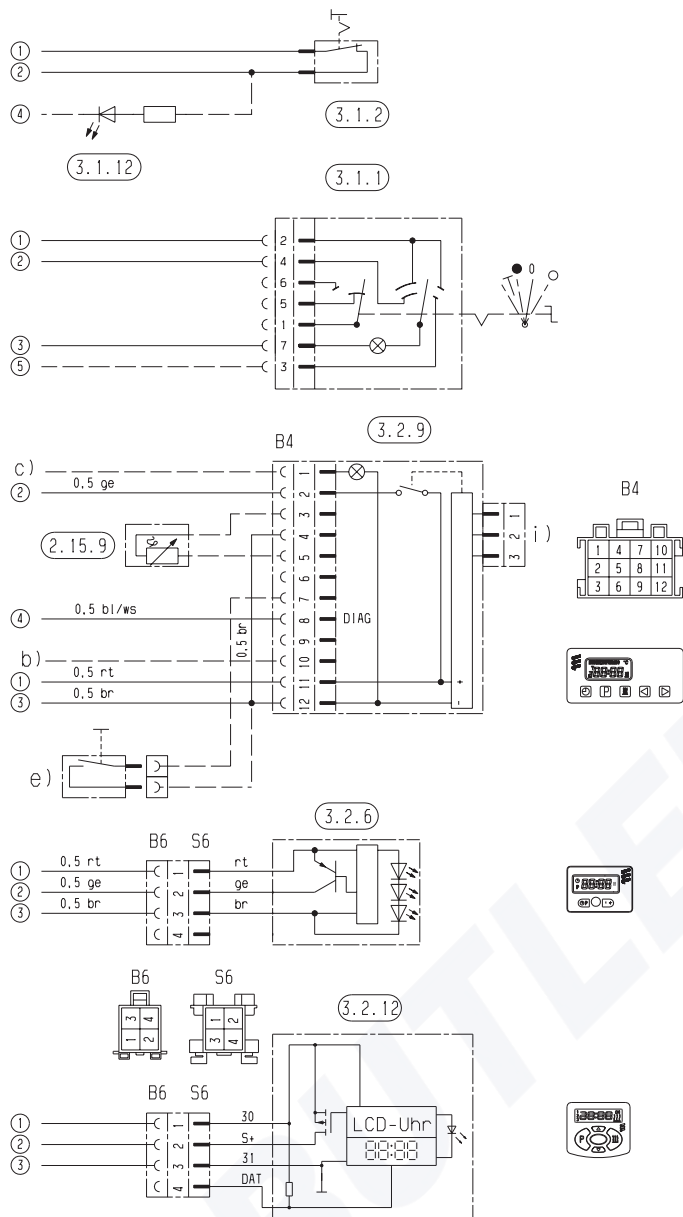 1
2
4
3.1.2
3.1.12
3.1.1
1 2
2 4
6
5
1
3 7
5 3
0
B4
3.2.9
c) 1
2 0,5 ge 2
3 1
2.15.9
4 2 i)
5 3
6
7
4 0,5 bl/ws 8 DIAG
0,5 br
9
b) 10
1 0,5 rt 11 +
3 0,5 br 12 -
e)
B4
1 4 7 10
2 5 8 11
3 6 9 12
P
3.2.6
B6 S6
1 0,5 rt 1 rt
2 0,5 ge 2 ge
3 0,5 br 3 br
4
B6 S6
3 4
1 2
1 2
3 4
3.2.12
B6 S6
1 1 30
2 2 S+
3 3 31
4 DAT
LCD-Uhr
00:00
P